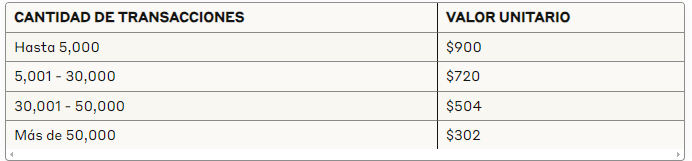 CANTIDAD DE TRANSACCIONES VALOR UNITARIO
Hasta 5,000 $900
5,001 - 30,000 $720
30,001 - 50,000 $504
Más de 50,000 $302